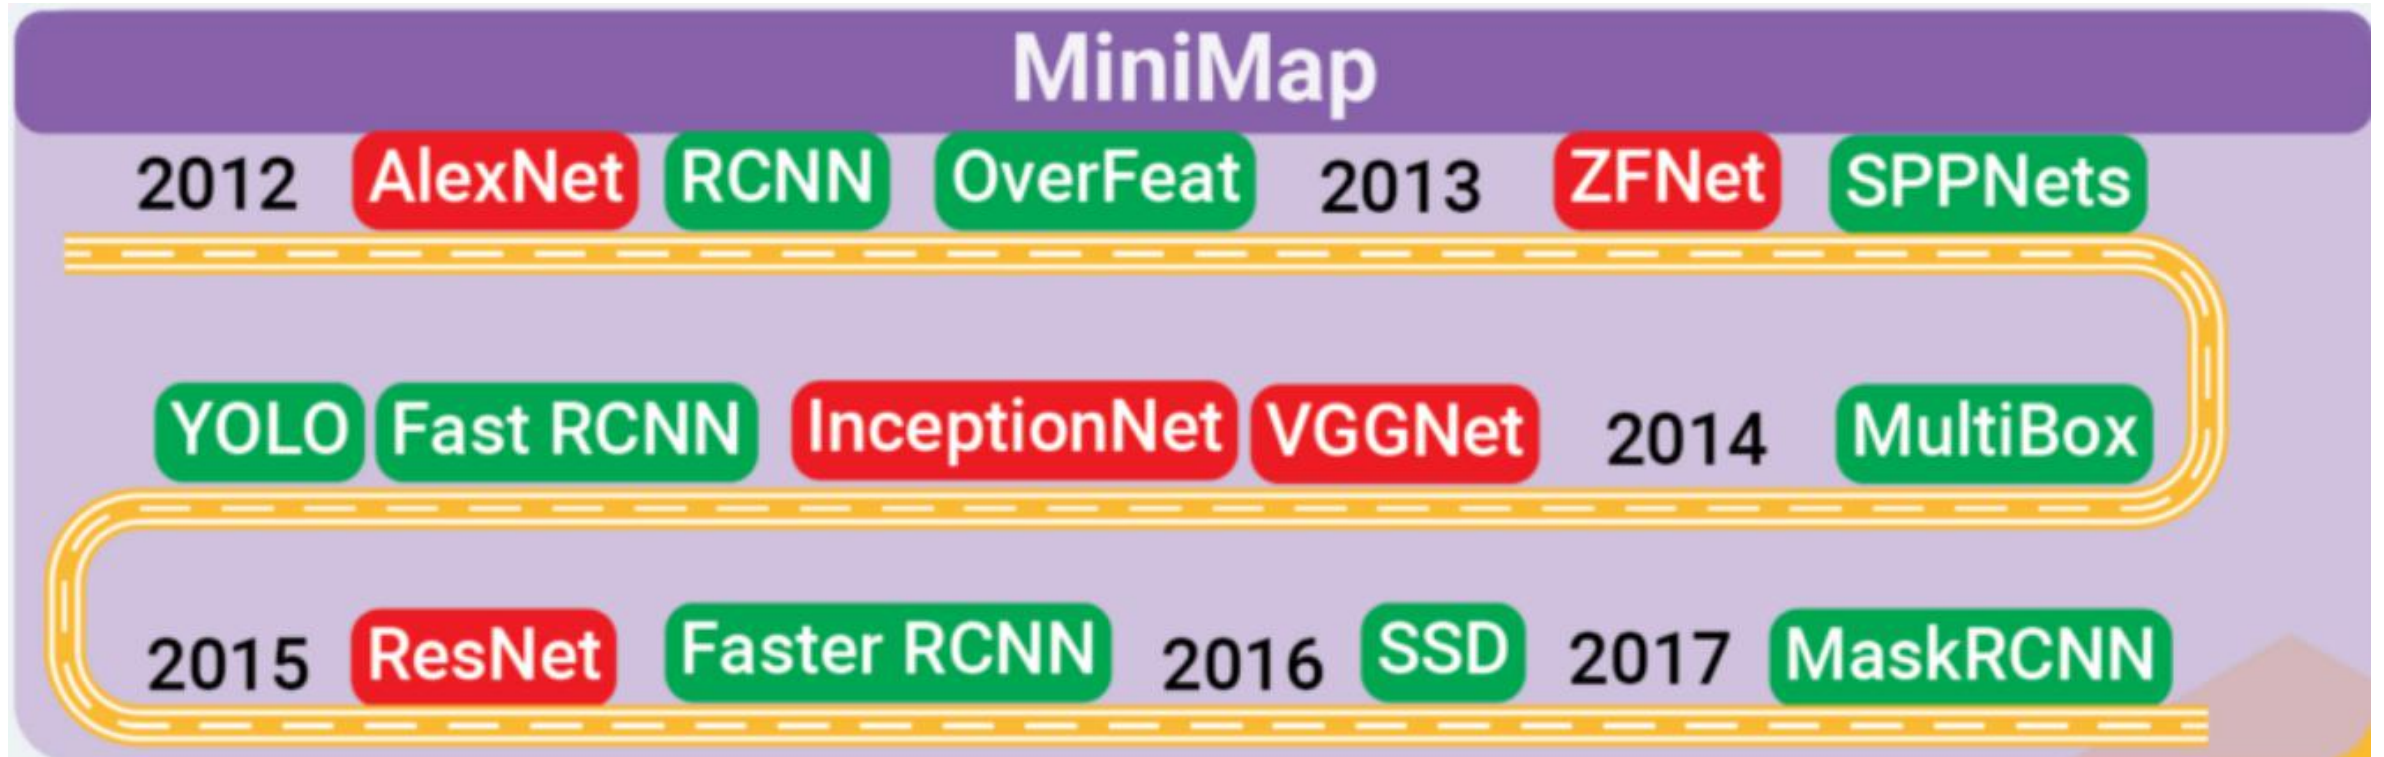 MiniMap
2012 AlexNet RCNN OverFeat 2013 ZFNet SPPNets
YOLO Fast RCNN InceptionNet VGGNet 2014 MultiBox
2015 ResNet Faster RCNN 2016 SSD 2017 MaskRCNN